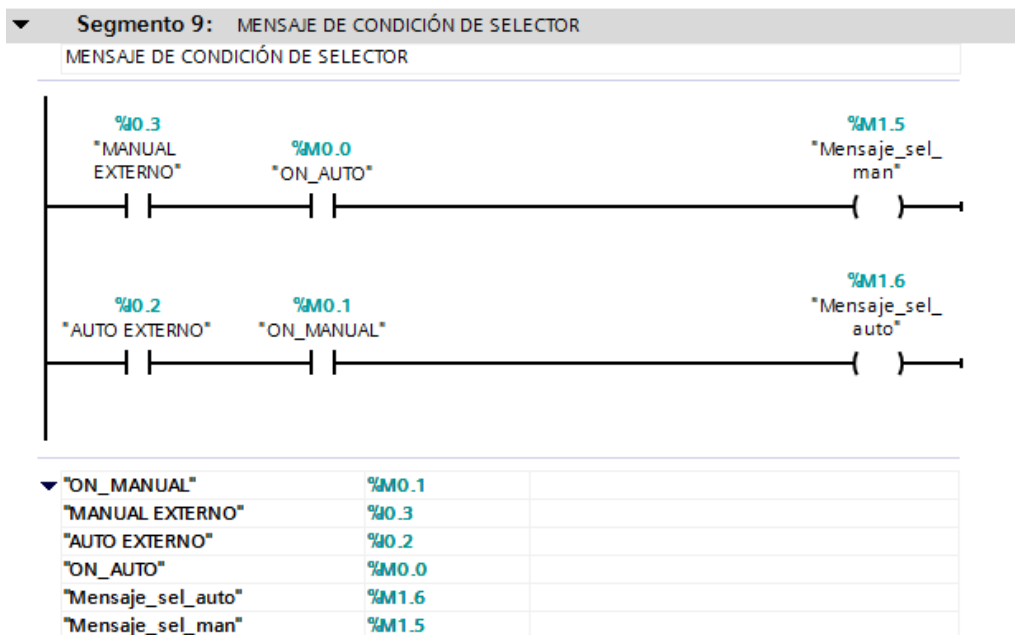 Segmento 9: MENSAJE DE CONDICIÓN DE SELECTOR
MENSAJE DE CONDICIÓN DE SELECTOR
%I0.3
"MANUAL
EXTERNO"
%M0.0
"ON_AUTO"
%M1.5
"Mensaje_sel_
man"
%I0.2
"AUTO EXTERNO"
%M0.1
"ON_MANUAL"
%M1.6
"Mensaje_sel_
auto"
"ON_MANUAL" %M0.1
"MANUAL EXTERNO" %I0.3
"AUTO EXTERNO" %I0.2
"ON_AUTO" %M0.0
"Mensaje_sel_auto" %M1.6
"Mensaje_sel_man" %M1.5